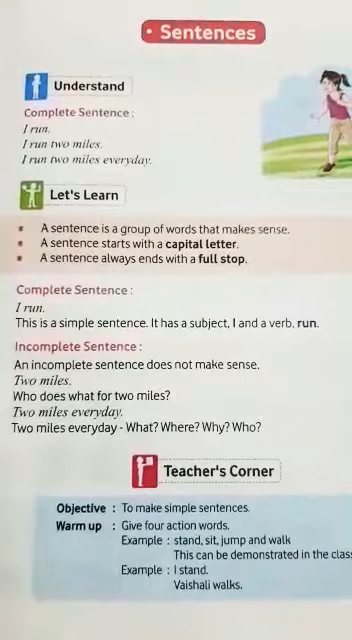 • Sentences
Understand
Complete Sentence :
I run.
I run two miles.
I run two miles everyday.
Let's Learn
▪ A sentence is a group of words that makes sense.
▪ A sentence starts with a capital letter.
▪ A sentence always ends with a full stop.
Complete Sentence :
I run.
This is a simple sentence. It has a subject, I and a verb, run.
Incomplete Sentence :
An incomplete sentence does not make sense.
Two miles.
Who does what for two miles?
Two miles everyday.
Two miles everyday - What? Where? Why? Who?
Teacher's Corner
Objective : To make simple sentences.
Warm up : Give four action words.
Example : stand, sit, jump and walk
This can be demonstrated in the
Example : I stand.
Vaishali walks.